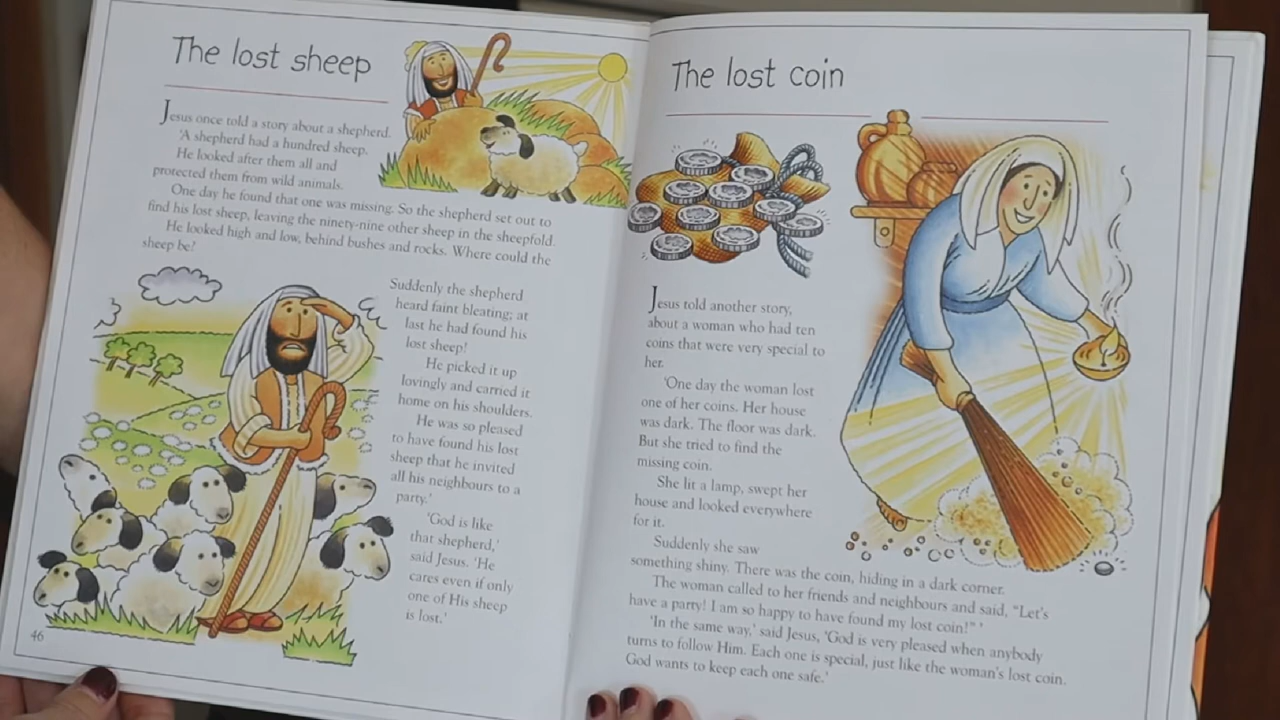 The lost sheep
Jesus once told a story about a shepherd.
'A shepherd had a hundred sheep.
He looked after them all and
protected them from wild animals.
One day he found that one was missing. So the shepherd set out to
find his lost sheep, leaving the ninety-nine other sheep in the sheepfold.
He looked high and low, behind bushes and rocks. Where could the
sheep be?
Suddenly the shepherd
heard faint bleating; at
last he had found his
lost sheep!
He picked it up
lovingly and carried it
home on his shoulders.
He was so pleased
to have found his lost
sheep that he invited
all his neighbours to a
party.'
'God is like
that shepherd,'
said Jesus. 'He
cares even if only
one of His sheep
is lost.'
46
The lost coin
Jesus told another story,
about a woman who had ten
coins that were very special to
her.
'One day the woman lost
one of her coins. Her house
was dark. The floor was dark.
But she tried to find the
missing coin.
She lit a lamp, swept her
house and looked everywhere
for it.
Suddenly she saw
something shiny. There was the coin, hiding in a dark corner.
The woman called to her friends and neighbours and said, "Let's
have a party! I am so happy to have found my lost coin!" '
'In the same way,' said Jesus, 'God is very pleased when anybody
turns to follow Him. Each one is special, just like the woman's lost coin.
God wants to keep each one safe.'